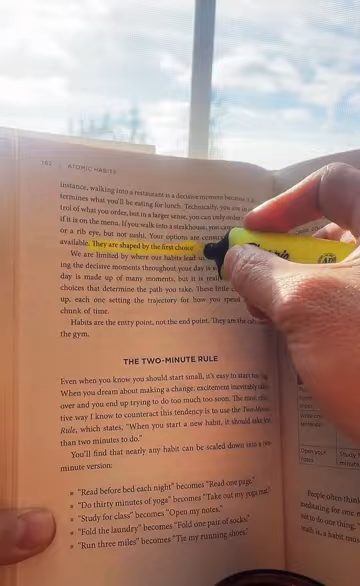 162 | ATOMIC HABITS
instance, walking into a restaurant is a decisive moment because it
termines what you'll be eating for lunch. Technically, you are in
trol of what you order, but in a larger sense, you can only order
if it is on the menu. If you walk into a steakhouse, you can
or a rib eye, but not sushi. Your options are
available. They are shaped by the first choice
We are limited by where our habits lead us
ing the decisive moments throughout your day is
day is made up of many moments, but it is really
choices that determine the path you take. These little
up, each one setting the trajectory for how you spend
chunk of time.
Habits are the entry point, not the end point. They are the
the gym.
THE TWO-MINUTE RULE
Even when you know you should start small, it's easy to start too
When you dream about making a change, excitement inevitably
over and you end up trying to do too much too soon. The most
tive way I know to counteract this tendency is to use the Two-Minute
Rule, which states, "When you start a new habit, it should take
than two minutes to do."
You'll find that nearly any habit can be scaled down into a
minute version:
▪ "Read before bed each night" becomes "Read one page."
▪ "Do thirty minutes of yoga" becomes "Take out my yoga mat."
▪ "Study for class" becomes "Open my notes."
▪ "Fold the laundry" becomes "Fold one pair of socks."
▪ "Run three miles" becomes "Tie my running shoes."
Open your
notes
Study
People often think
meditating for one
or to do one thing.
truth is, a habit must